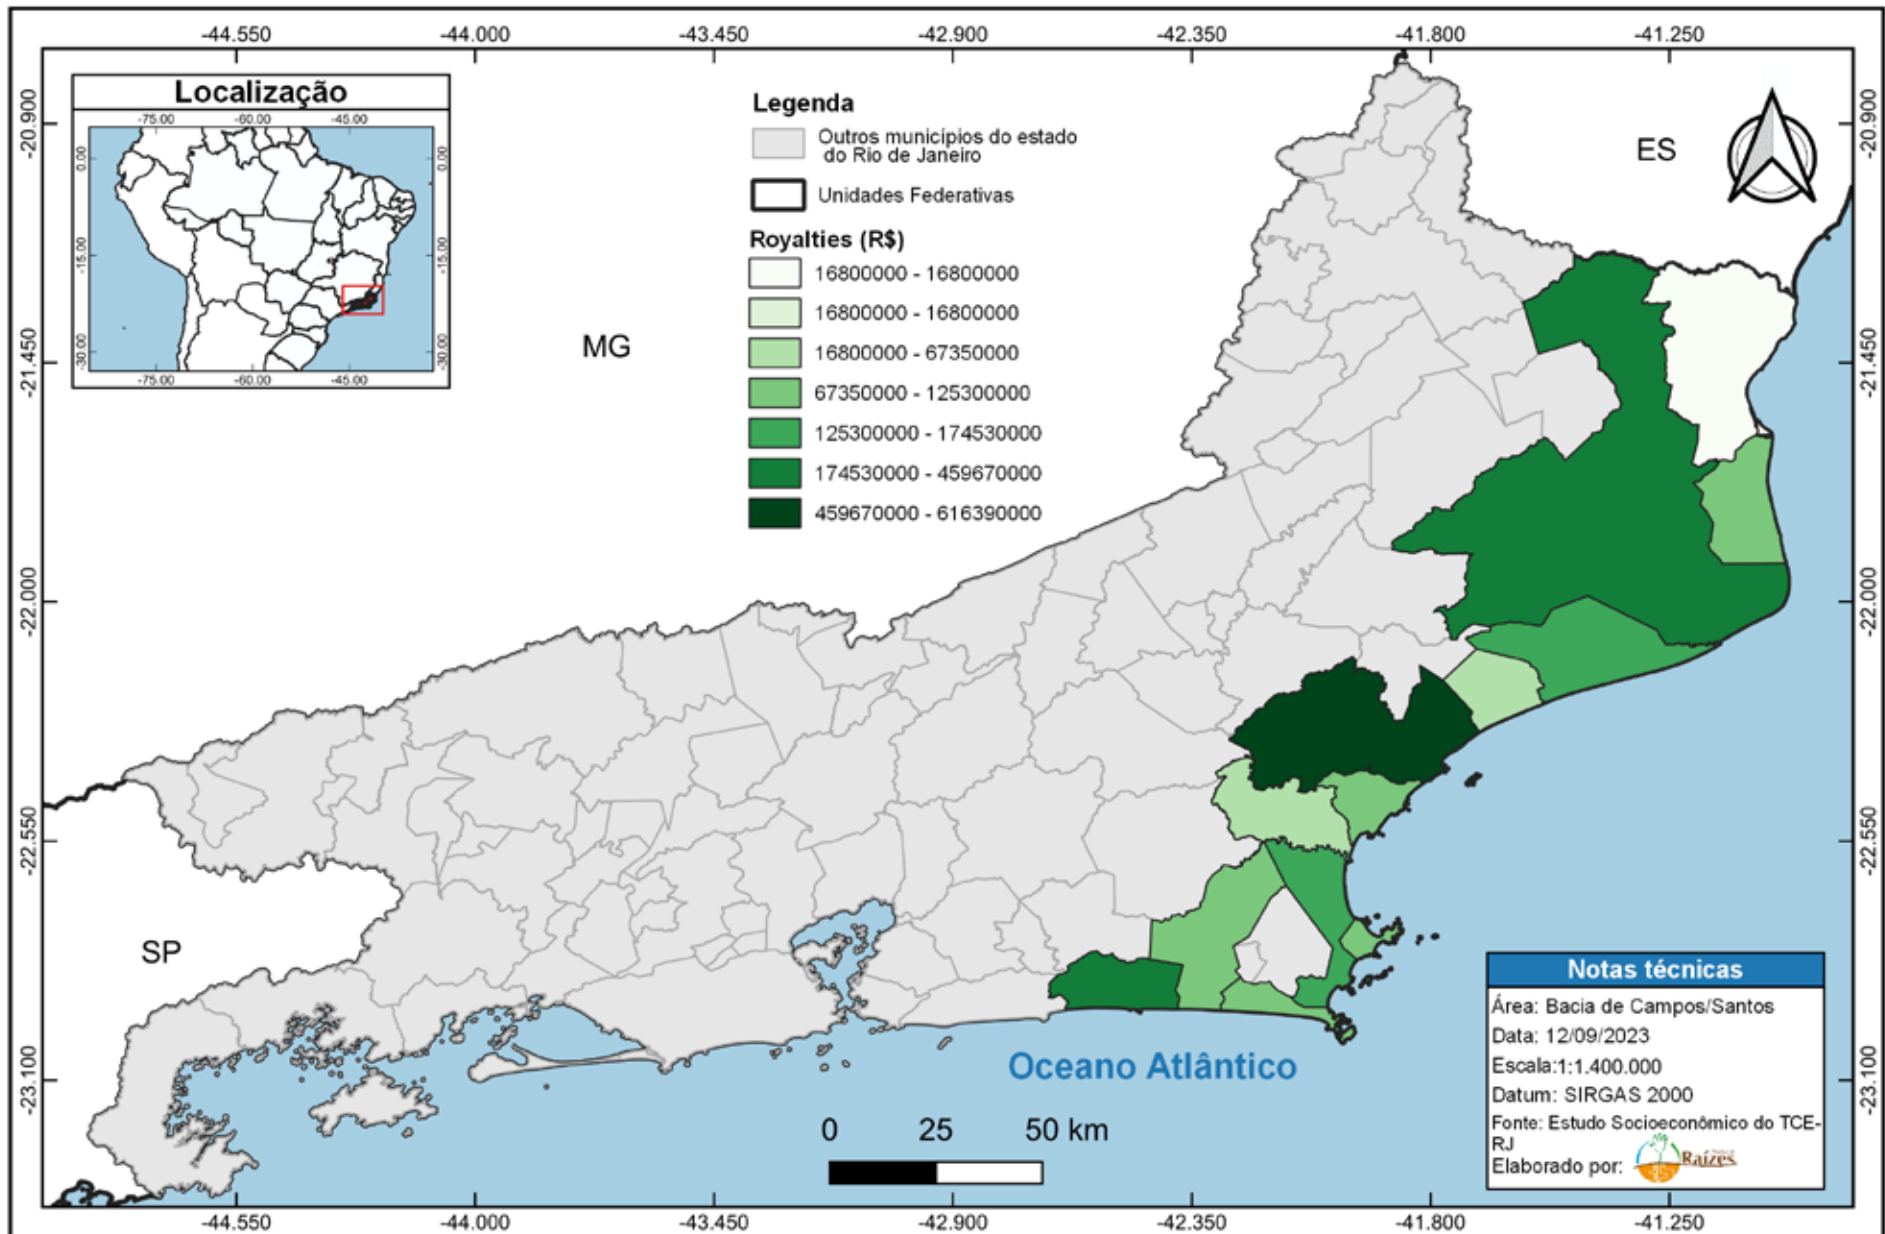 -44.550 -44.000 -43.450 -42.900 -42.350 -41.800 -41.250
Localização
-75.00 -60.00 -45.00
0.00 0.00
-15.00 -15.00
-30.00 -30.00
-75.00 -60.00 -45.00
Legenda
Outros municípios do estado
do Rio de Janeiro
Unidades Federativas
Royalties (R$)
16800000 - 16800000
16800000 - 16800000
16800000 - 67350000
67350000 - 125300000
125300000 - 174530000
174530000 - 459670000
459670000 - 616390000
ES
MG
SP
-20.900 -20.900
-21.450 -21.450
-22.000 -22.000
-22.550 -22.550
-23.100 -23.100
Oceano Atlântico
0 25 50 km
Notas técnicas
Área: Bacia de Campos/Santos
Data: 12/09/2023
Escala:1:1.400.000
Datum: SIRGAS 2000
Fonte: Estudo Socioeconômico do TCE-
RJ
Elaborado por:
Raízes
-44.550 -44.000 -43.450 -42.900 -42.350 -41.800 -41.250